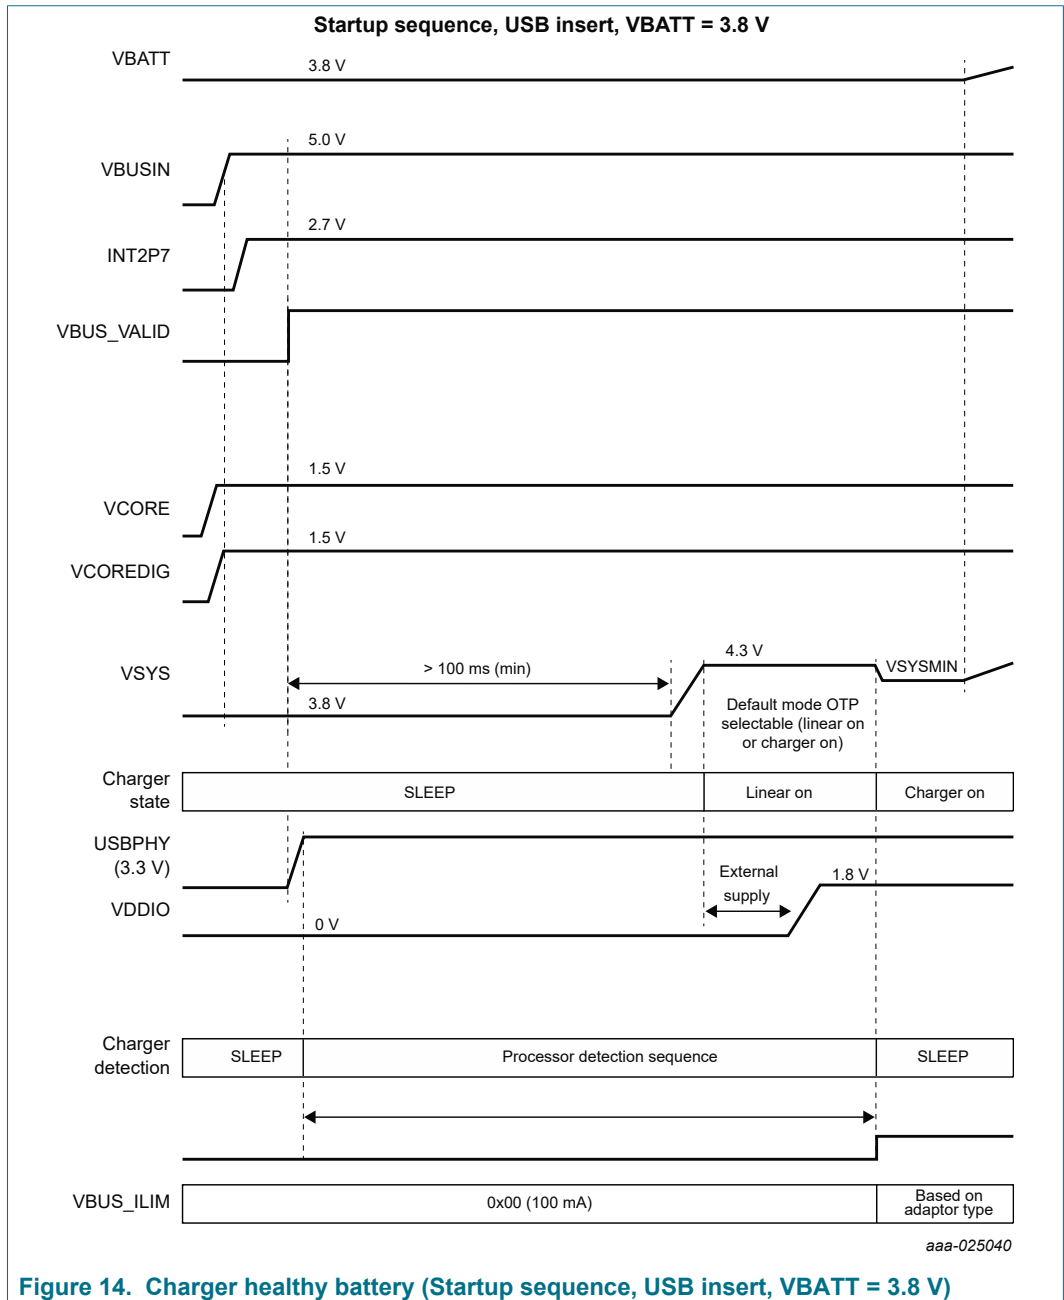 Startup sequence, USB insert, VBATT = 3.8 V
VBATT
3.8 V
5.0 V
VBUSIN
2.7 V
INT2P7
VBUS_VALID
1.5 V
VCORE
1.5 V
VCOREDIG
4.3 V
VSYS
> 100 ms (min)
VSYSMIN
3.8 V
Default mode OTP
selectable (linear on
or charger on)
Charger
state
SLEEP
Linear on
Charger on
USBPHY
(3.3 V)
External
supply
1.8 V
VDDIO
0 V
Charger
detection
SLEEP
Processor detection sequence
SLEEP
VBUS_ILIM
0x00 (100 mA)
Based on
adaptor type
aaa-025040
Figure 14. Charger healthy battery (Startup sequence, USB insert, VBATT = 3.8 V)